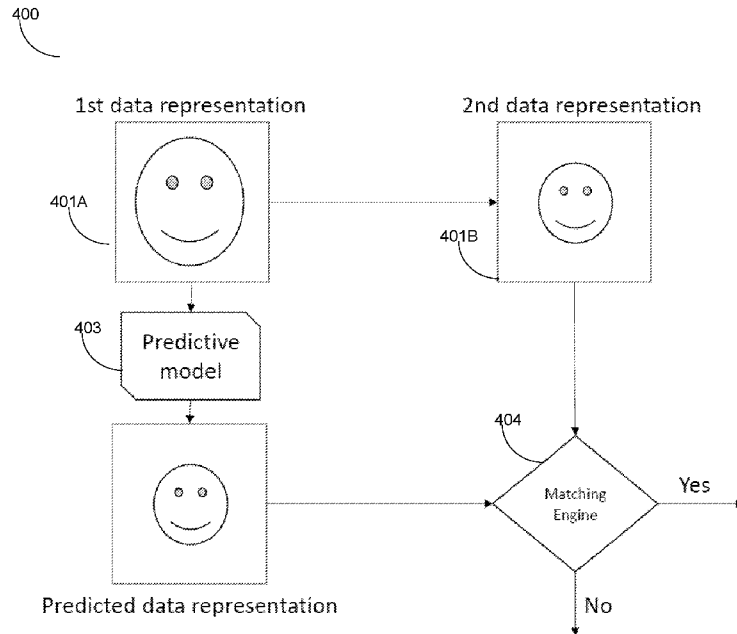 400
1st data representation
2nd data representation
401A
401B
403
Predictive
model
404
Matching
Engine
Yes
Predicted data representation
No